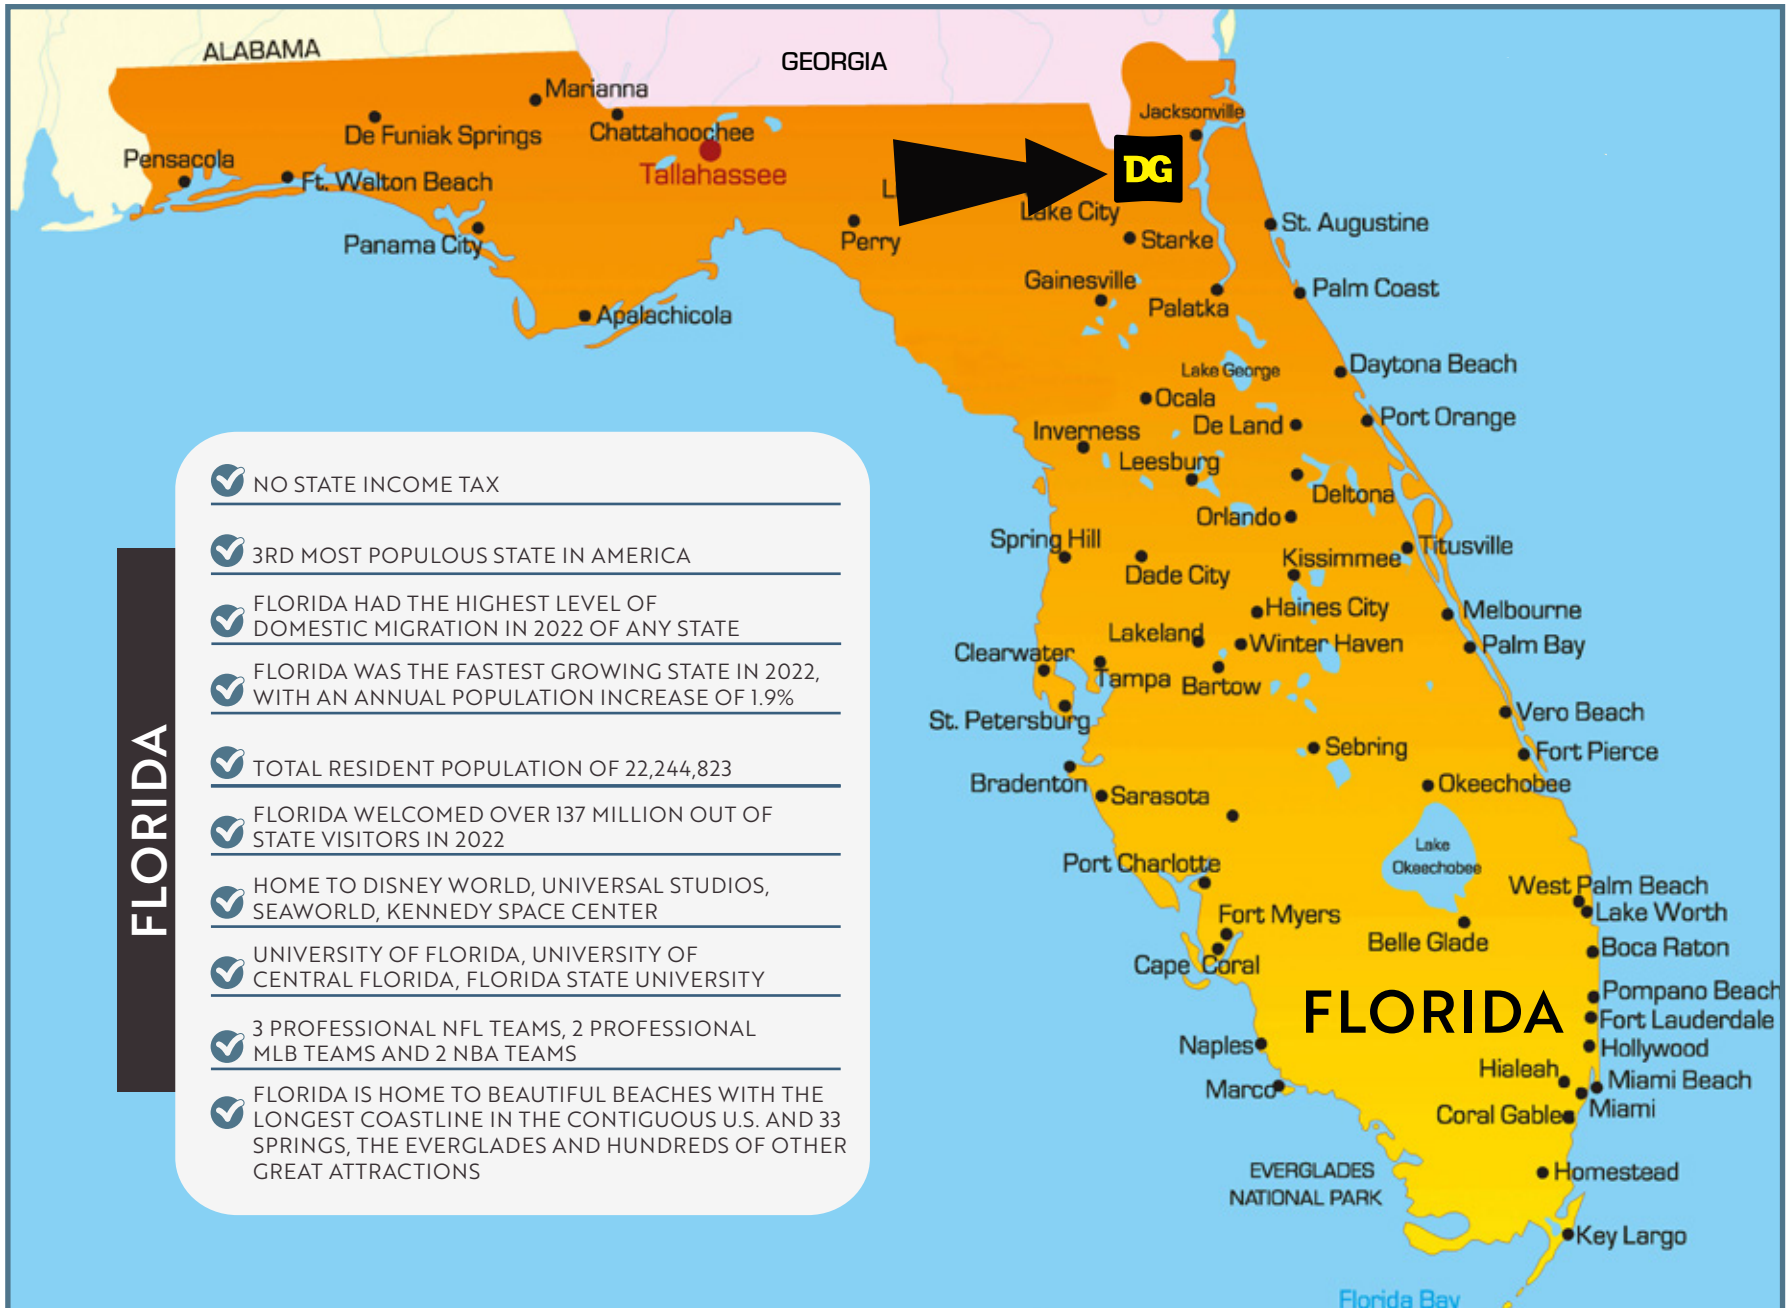 ALABAMA
GEORGIA
Marianna
Jacksonville
De Funiak Springs
Chattahoochee
Pensacola
Tallahassee
DG
Ft. Walton Beach
L
Lake City
St. Augustine
Panama City
Perry
Starke
Gainesville
Palm Coast
Palatka
Apalachicola
Lake George
Daytona Beach
Ocala
Port Orange
Inverness
De Land
Leesburg
Deltona
Orlando
Spring Hill
Titusville
Kissimmee
Dade City
Haines City
Melbourne
Lakeland
Winter Haven
Palm Bay
Clearwater
Tampa
Bartow
St. Petersburg
Vero Beach
Sebring
Fort Pierce
Bradenton
Sarasota
Okeechobee
Lake
Okeechobee
Port Charlotte
West Palm Beach
Lake Worth
Fort Myers
Belle Glade
Boca Raton
Cape Coral
Pompano Beach
FLORIDA
Fort Lauderdale
Naples
Hollywood
Hialeah
Miami Beach
Marco
Coral Gable
Miami
EVERGLADES
NATIONAL PARK
Homestead
Key Largo
Florida Bay
FLORIDA
NO STATE INCOME TAX
3RD MOST POPULOUS STATE IN AMERICA
FLORIDA HAD THE HIGHEST LEVEL OF
DOMESTIC MIGRATION IN 2022 OF ANY STATE
FLORIDA WAS THE FASTEST GROWING STATE IN 2022,
WITH AN ANNUAL POPULATION INCREASE OF 1.9%
TOTAL RESIDENT POPULATION OF 22,244,823
FLORIDA WELCOMED OVER 137 MILLION OUT OF
STATE VISITORS IN 2022
HOME TO DISNEY WORLD, UNIVERSAL STUDIOS,
SEAWORLD, KENNEDY SPACE CENTER
UNIVERSITY OF FLORIDA, UNIVERSITY OF
CENTRAL FLORIDA, FLORIDA STATE UNIVERSITY
3 PROFESSIONAL NFL TEAMS, 2 PROFESSIONAL
MLB TEAMS AND 2 NBA TEAMS
FLORIDA IS HOME TO BEAUTIFUL BEACHES WITH THE
LONGEST COASTLINE IN THE CONTIGUOUS U.S. AND 33
SPRINGS, THE EVERGLADES AND HUNDREDS OF OTHER
GREAT ATTRACTIONS